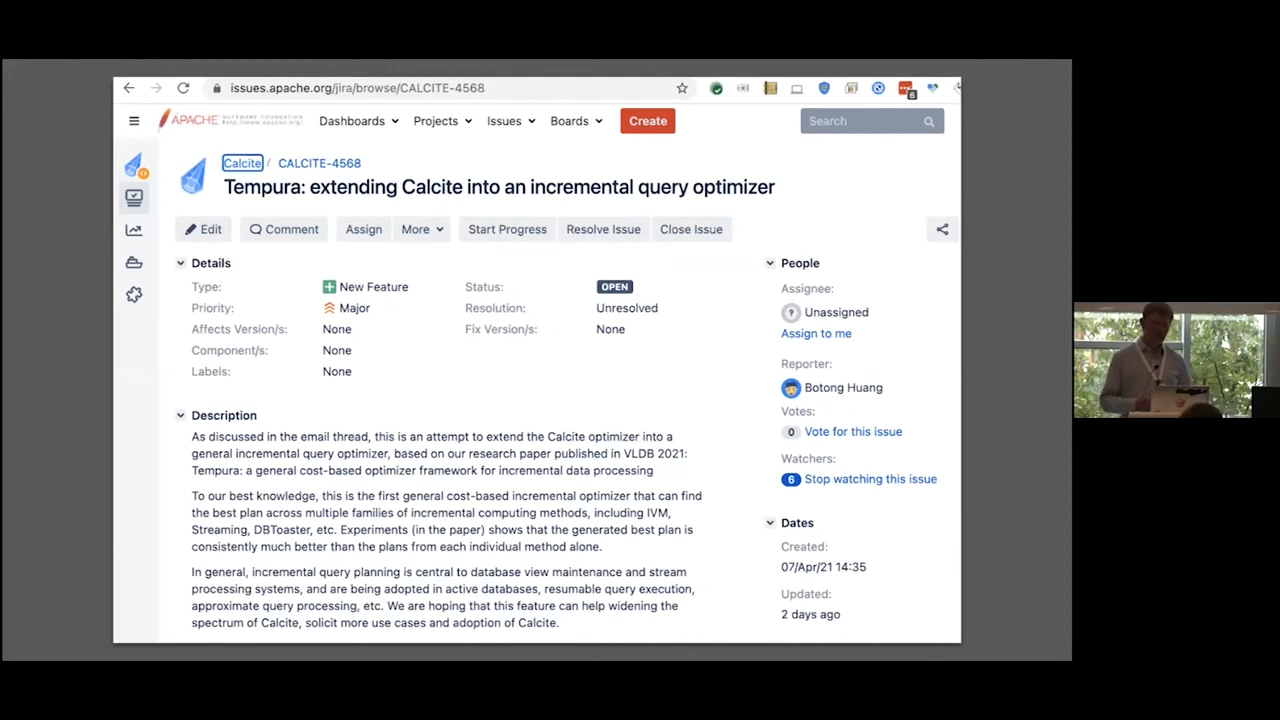 issues.apache.org/jira/browse/CALCITE-4568
6
APACHE SOFTWARE FOUNDATION
http://www.apache.org/
Dashboards Projects Issues Boards Create Search
Calcite / CALCITE-4568
Tempura: extending Calcite into an incremental query optimizer
Edit Comment Assign More Start Progress Resolve Issue Close Issue
Details
Type: New Feature Status: OPEN
Priority: Major Resolution: Unresolved
Affects Version/s: None Fix Version/s: None
Component/s: None
Labels: None
Description
As discussed in the email thread, this is an attempt to extend the Calcite optimizer into a
general incremental query optimizer, based on our research paper published in VLDB 2021:
Tempura: a general cost-based optimizer framework for incremental data processing
To our best knowledge, this is the first general cost-based incremental optimizer that can find
the best plan across multiple families of incremental computing methods, including IVM,
Streaming, DBToaster, etc. Experiments (in the paper) shows that the generated best plan is
consistently much better than the plans from each individual method alone.
In general, incremental query planning is central to database view maintenance and stream
processing systems, and are being adopted in active databases, resumable query execution,
approximate query processing, etc. We are hoping that this feature can help widening the
spectrum of Calcite, solicit more use cases and adoption of Calcite.
People
Assignee:
? Unassigned
Assign to me
Reporter:
Botong Huang
Votes:
0 Vote for this issue
Watchers:
6 Stop watching this issue
Dates
Created:
07/Apr/21 14:35
Updated:
2 days ago